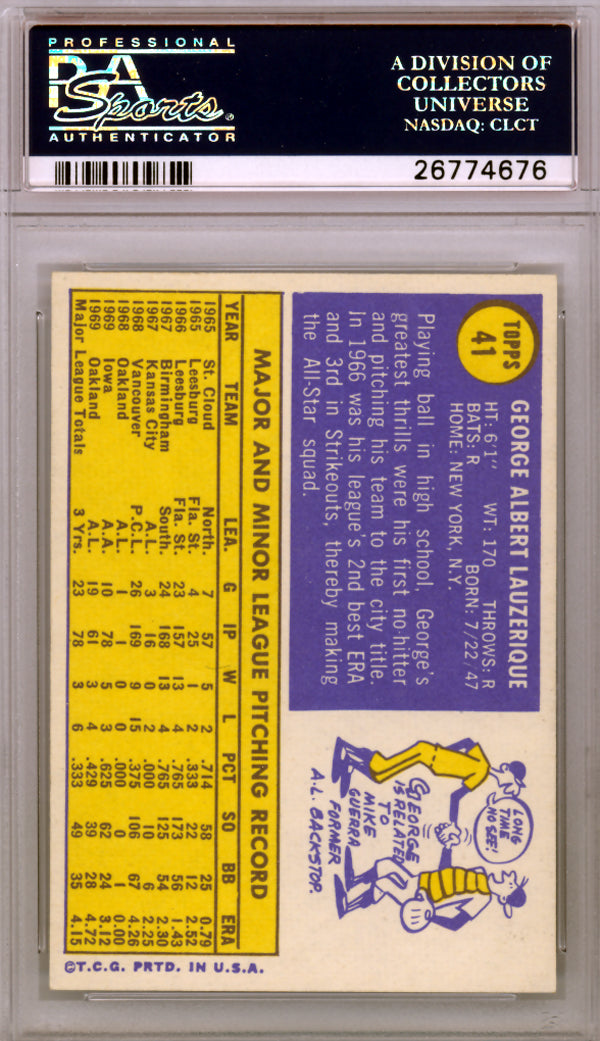 PROFESSIONAL
PSA
Sports®
AUTHENTICATOR
A DIVISION OF
COLLECTORS
UNIVERSE
NASDAQ: CLCT
26774676
TOPPS
41
GEORGE ALBERT LAUZERIQUE
HT: 6'1" WT: 170 THROWS: R
BATS: R BORN: 7/22/47
HOME: NEW YORK, N.Y.
Playing ball in high school, George's
greatest thrills were his first no-hitter
and pitching his team to the city title.
In 1966 was his league's 2nd best ERA
and 3rd in Strikeouts, thereby making
the All-Star squad.
LONG
TIME
NO SEE!
GEORGE
IS RELATED
TO
MIKE
GUERRA
FORMER
A.L. BACKSTOP.
MAJOR AND MINOR LEAGUE PITCHING RECORD
YEAR TEAM LEA. G IP W L PCT SO BB ERA
1965 St. Cloud North. 7 57 5 2 .714 58 25 0.79
1965 Leesburg Fla. St. 4 25 1 2 .333 22 12 2.52
1966 Leesburg Fla. St. 23 157 13 4 .765 173 56 1.43
1967 Birmingham South. 24 168 13 4 .765 125 54 2.30
1967 Kansas City A.L. 3 16 0 2 .000 10 6 2.25
1968 Vancouver P.C.L. 26 169 9 15 .375 106 67 4.26
1968 Oakland A.L. 1 1 0 0 .000 0 1 0.00
1969 Iowa A.A. 10 78 5 3 .625 62 24 3.12
1969 Oakland A.L. 19 61 3 4 .429 39 28 4.72
Major League Totals 3 Yrs. 23 78 3 6 .333 49 35 4.15
©T.C.G. PRTD. IN U.S.A.